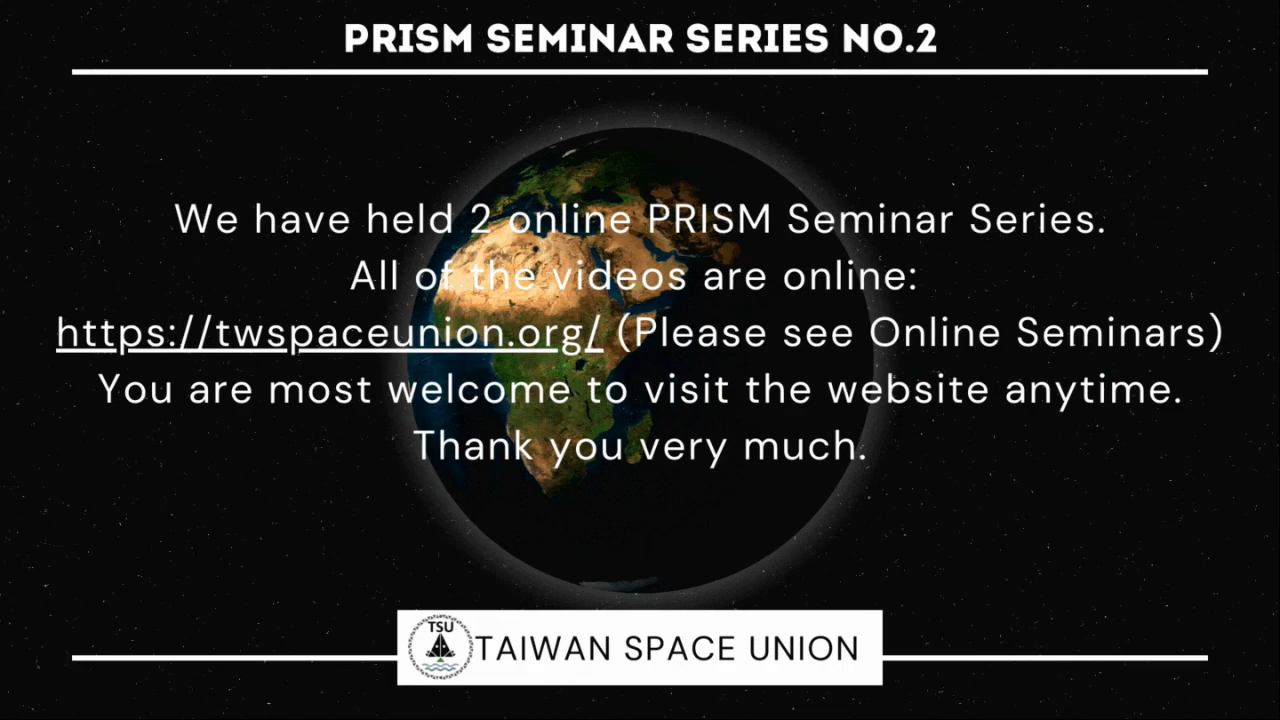 PRISM SEMINAR SERIES NO.2
We have held 2 online PRISM Seminar Series.
All of the videos are online:
https://twspaceunion.org/ (Please see Online Seminars)
You are most welcome to visit the website anytime.
Thank you very much.
TSU
TAIWAN SPACE UNION